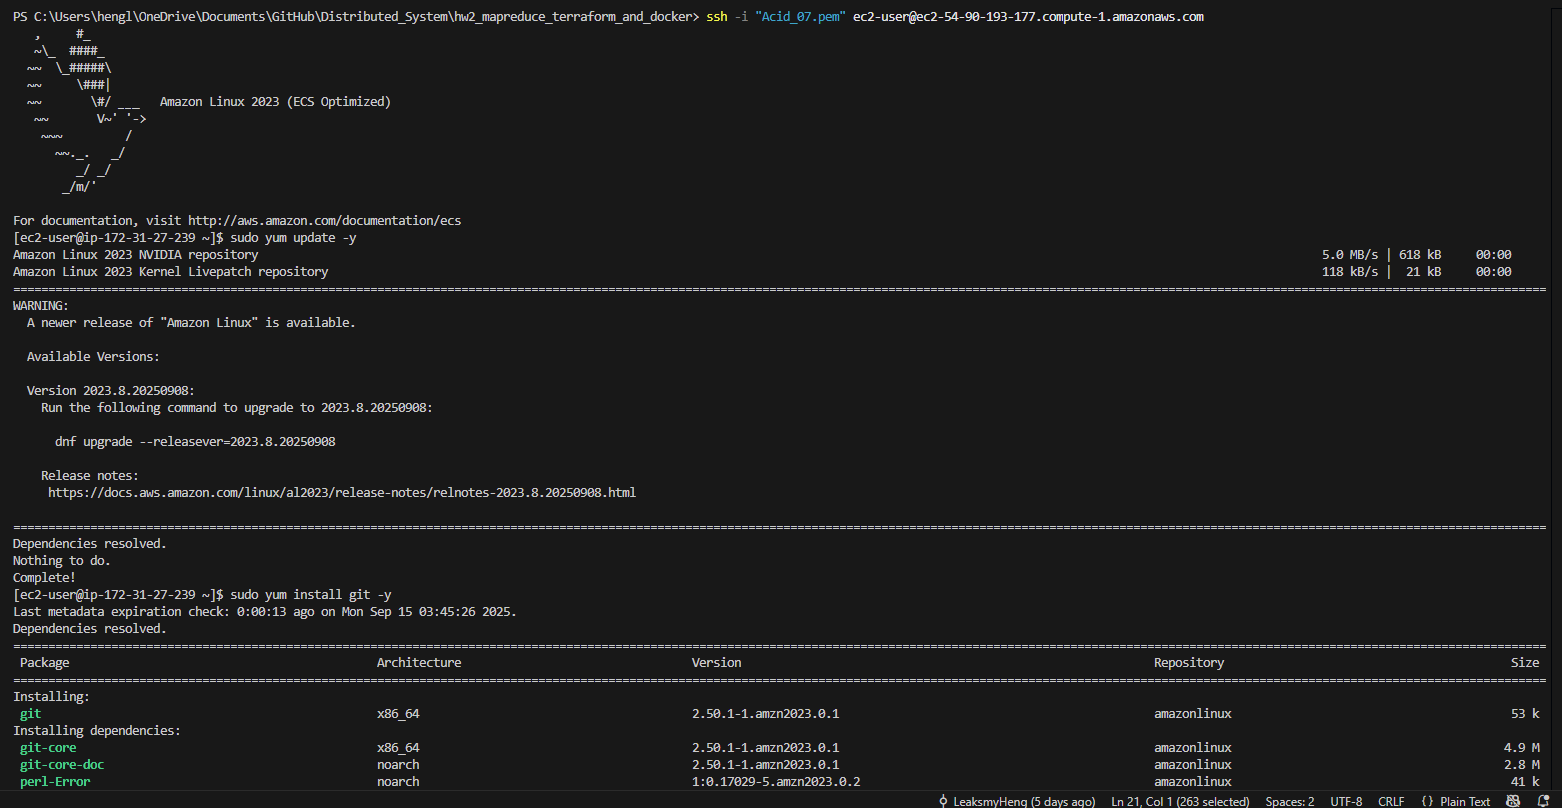 PS C:\Users\hengl\OneDrive\Documents\GitHub\Distributed_System\hw2_mapreduce_terraform_and_docker> ssh -i "Acid_07.pem" ec2-user@ec2-54-90-193-177.compute-1.amazonaws.com
   ,     #_
   ~\_  ####_
  ~~  \_#####\
  ~~     \###|
  ~~       \#/ ___   Amazon Linux 2023 (ECS Optimized)
   ~~       V~' '->
    ~~~         /
      ~~._.   _/
         _/ _/
       _/m/'
For documentation, visit http://aws.amazon.com/documentation/ecs
[ec2-user@ip-172-31-27-239 ~]$ sudo yum update -y
Amazon Linux 2023 NVIDIA repository 5.0 MB/s | 618 kB 00:00
Amazon Linux 2023 Kernel Livepatch repository 118 kB/s | 21 kB 00:00
WARNING:
  A newer release of "Amazon Linux" is available.
  Available Versions:
  Version 2023.8.20250908:
    Run the following command to upgrade to 2023.8.20250908:
      dnf upgrade --releasever=2023.8.20250908
    Release notes:
     https://docs.aws.amazon.com/linux/al2023/release-notes/relnotes-2023.8.20250908.html
Dependencies resolved.
Nothing to do.
Complete!
[ec2-user@ip-172-31-27-239 ~]$ sudo yum install git -y
Last metadata expiration check: 0:00:13 ago on Mon Sep 15 03:45:26 2025.
Dependencies resolved.
Package Architecture Version Repository Size
Installing:
git x86_64 2.50.1-1.amzn2023.0.1 amazonlinux 53 k
Installing dependencies:
git-core x86_64 2.50.1-1.amzn2023.0.1 amazonlinux 4.9 M
git-core-doc noarch 2.50.1-1.amzn2023.0.1 amazonlinux 2.8 M
perl-Error noarch 1:0.17029-5.amzn2023.0.2 amazonlinux 41 k
LeaksmyHeng (5 days ago) Ln 21, Col 1 (263 selected) Spaces: 2 UTF-8 CRLF {} Plain Text